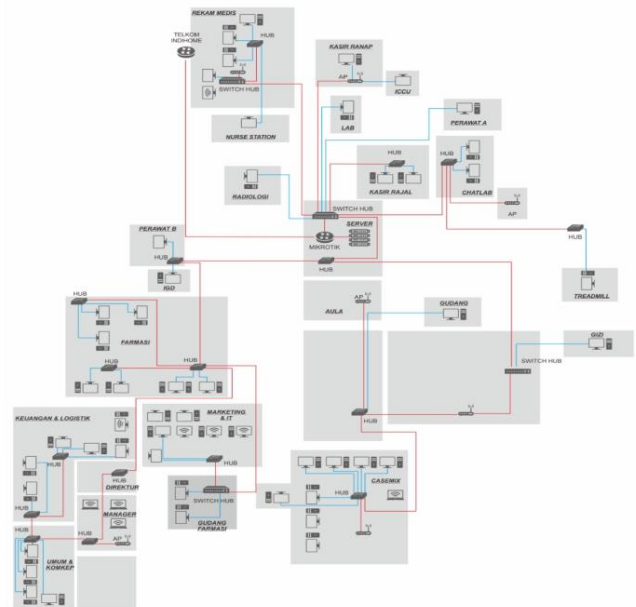 REKAM MEDIS
TELKOM
INDIHOME
HUB
SWITCH HUB
NURSE STATION
KASIR RANAP
AP
ICCU
LAB
PERAWAT A
HUB
KASIR RAJAL
HUB
CHATLAB
AP
RADIOLOGI
SWITCH HUB
SERVER
MIKROTIK
HUB
HUB
TREADMILL
PERAWAT B
HUB
IGD
HUB
FARMASI
HUB
HUB
AP
AULA
GUDANG
HUB
GIZI
SWITCH HUB
KEUANGAN & LOGISTIK
HUB
HUB
MARKETING
& IT
HUB
HUB
DIREKTUR
SWITCH HUB
GUDANG
FARMASI
CASEMIX
HUB
MANAGER
HUB
HUB
AP
UMUM &
KOMKEP